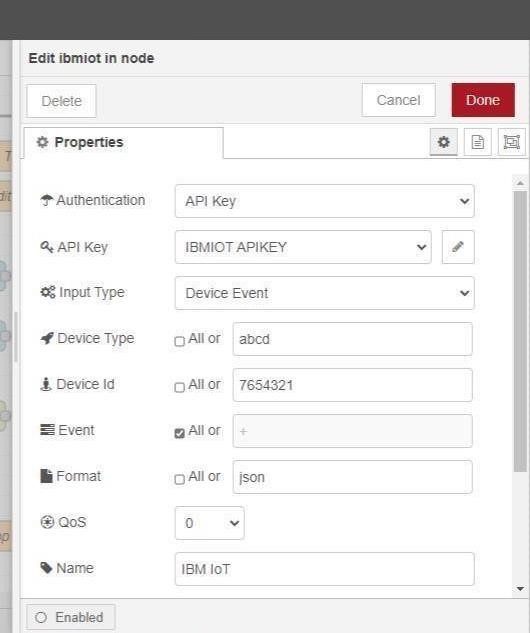 Edit ibmiot in node
Delete Cancel Done
Properties
Authentication API Key
API Key IBMIOT APIKEY
Input Type Device Event
Device Type All or abcd
Device Id All or 7654321
Event All or +
Format All or json
QoS 0
Name IBM IoT
Enabled